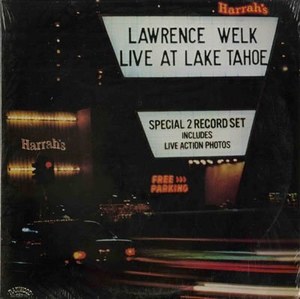 Harrah's
LAWRENCE WELK
LIVE AT LAKE TAHOE
SPECIAL 2 RECORD SET
INCLUDES
LIVE ACTION PHOTOS
Harrah's
FREE
PARKING